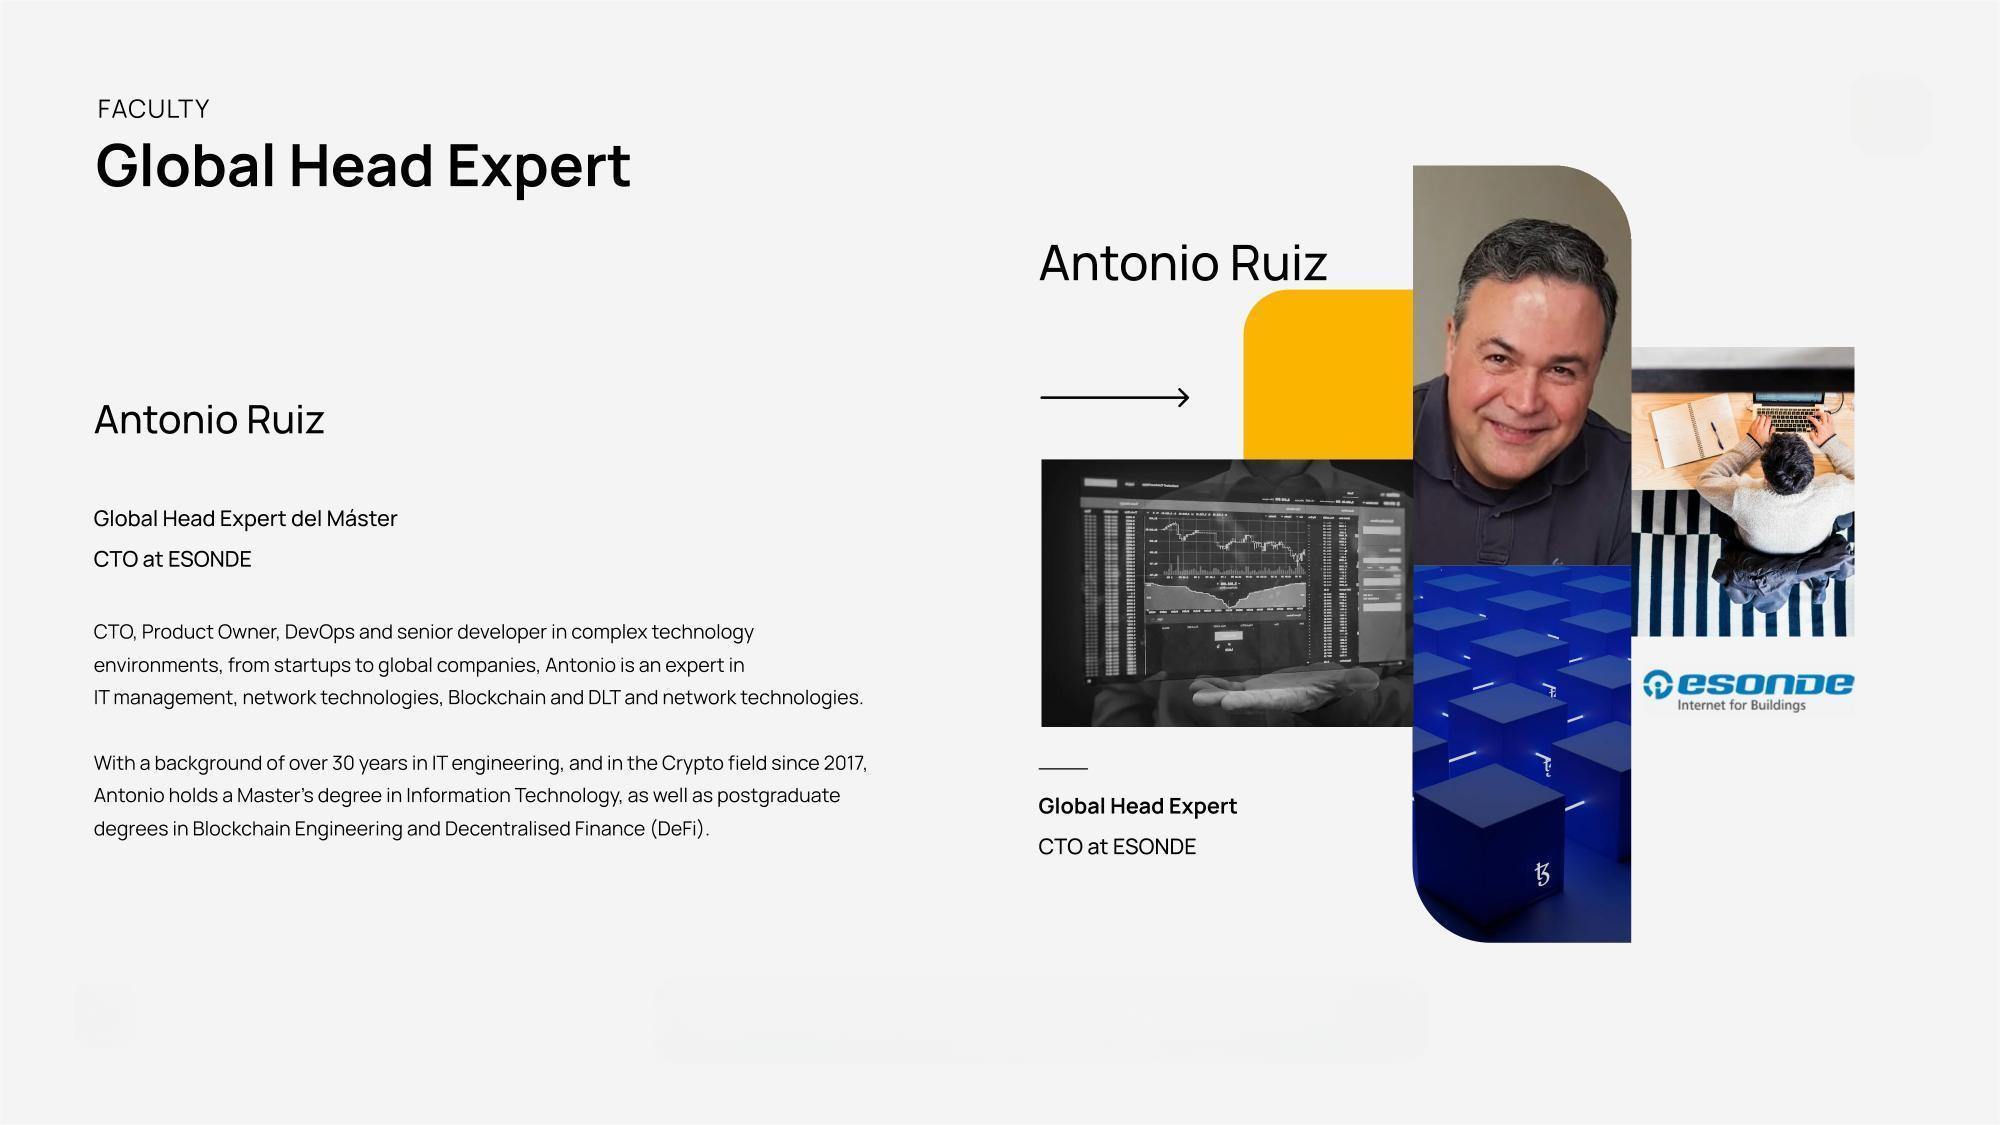 FACULTY
Global Head Expert
Antonio Ruiz
Global Head Expert del Máster
CTO at ESONDE
CTO, Product Owner, DevOps and senior developer in complex technology
environments, from startups to global companies, Antonio is an expert in
IT management, network technologies, Blockchain and DLT and network technologies.
With a background of over 30 years in IT engineering, and in the Crypto field since 2017,
Antonio holds a Master's degree in Information Technology, as well as postgraduate
degrees in Blockchain Engineering and Decentralised Finance (DeFi).
Antonio Ruiz
esonde
Internet for Buildings
Global Head Expert
CTO at ESONDE